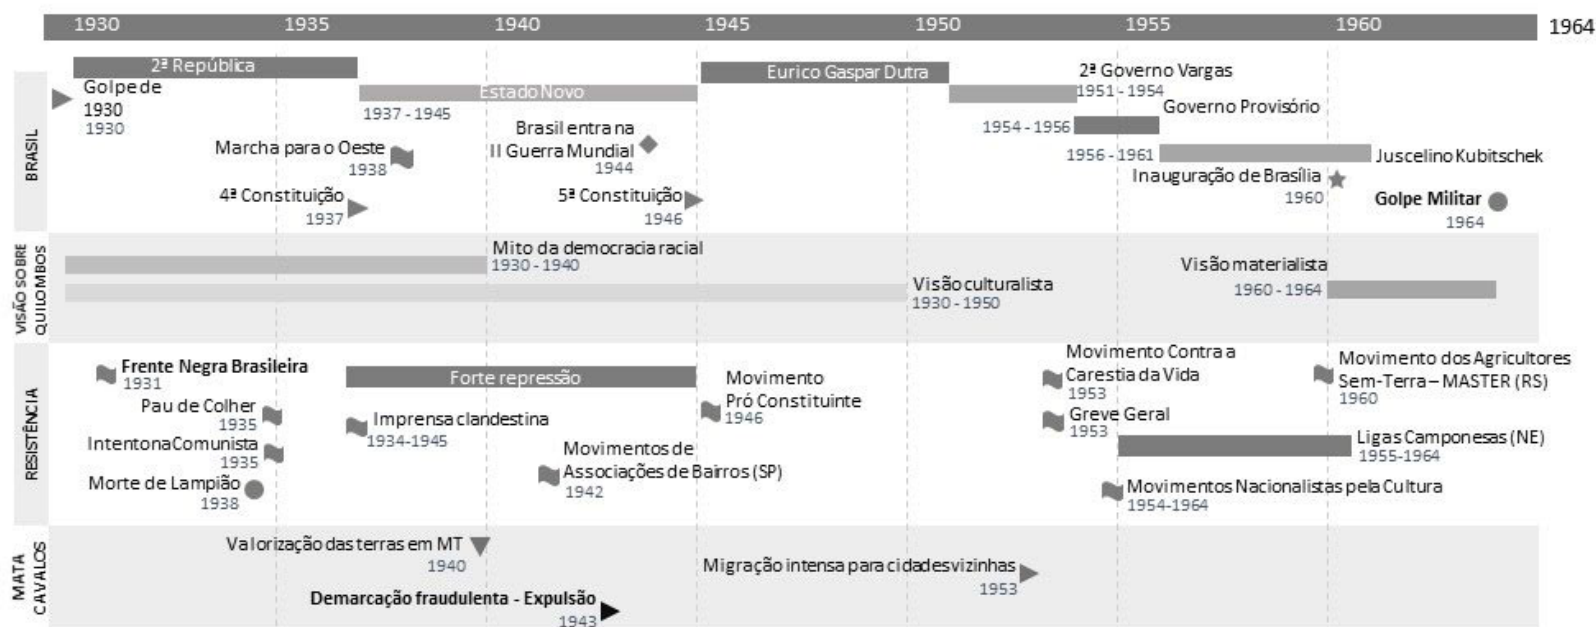 1930 1935 1940 1945 1950 1955 1960 1964
BRASIL
2ª República
Golpe de
1930
1930
Estado Novo
1937 - 1945
Marcha para o Oeste
1938
Brasil entra na
II Guerra Mundial
1944
4ª Constituição
1937
5ª Constituição
1946
Eurico Gaspar Dutra
2ª Governo Vargas
1951 - 1954
Governo Provisório
1954 - 1956
1956 - 1961
Juscelino Kubitschek
Inauguração de Brasília
1960
Golpe Militar
1964
VISÃO SOBRE
QUILOMBOS
Mito da democracia racial
1930 - 1940
Visão culturalista
1930 - 1950
Visão materialista
1960 - 1964
RESISTÊNCIA
Frente Negra Brasileira
1931
Pau de Colher
1935
Intentona Comunista
1935
Morte de Lampião
1938
Forte repressão
Imprensa clandestina
1934-1945
Movimentos de
Associações de Bairros (SP)
1942
Movimento
Pró Constituinte
1946
Movimento Contra a
Carestia da Vida
1953
Greve Geral
1953
Ligas Camponesas (NE)
1955-1964
Movimentos Nacionalistas pela Cultura
1954-1964
Movimento dos Agricultores
Sem-Terra – MASTER (RS)
1960
MATA
CAVALOS
Valorização das terras em MT
1940
Demarcação fraudulenta - Expulsão
1943
Migração intensa para cidades vizinhas
1953